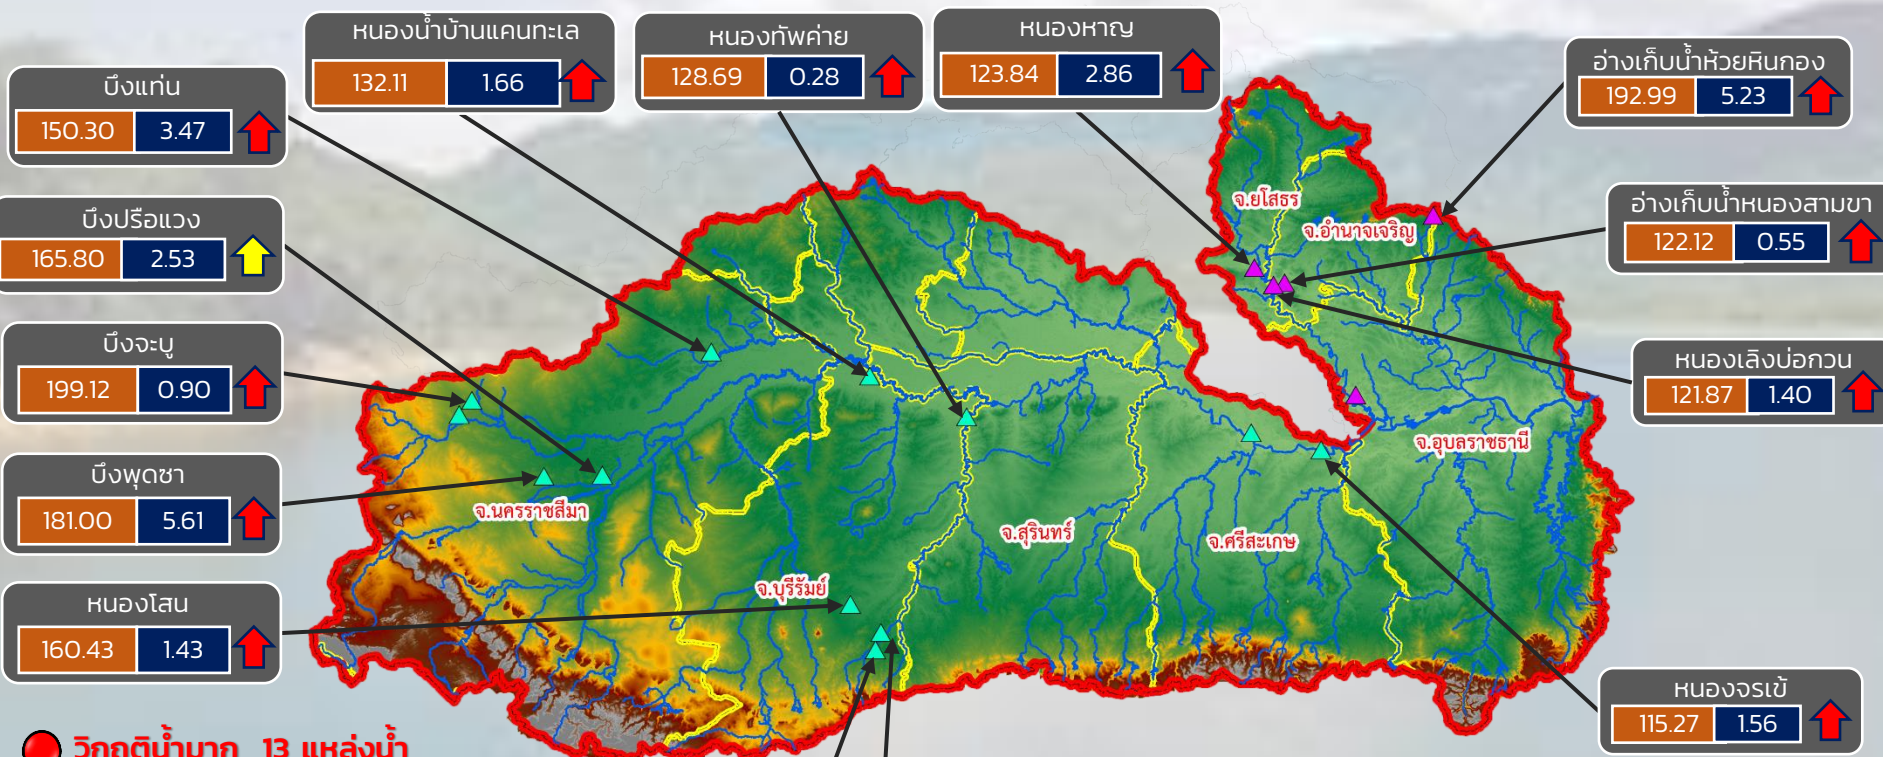 หนองน้ำบ้านแคนทะเล
132.11 1.66
หนองทัพค่าย
128.69 0.28
หนองหาญ
123.84 2.86
อ่างเก็บน้ำห้วยหินกอง
192.99 5.23
บึงแท่น
150.30 3.47
บึงปรือแวง
165.80 2.53
อ่างเก็บน้ำหนองสามขา
122.12 0.55
บึงจะบู
199.12 0.90
หนองเลิงบ่อกวน
121.87 1.40
บึงพุดซา
181.00 5.61
หนองโสน
160.43 1.43
หนองจรเข้
115.27 1.56
จ.ยโสธร
จ.อำนาจเจริญ
จ.อุบลราชธานี
จ.นครราชสีมา
จ.สุรินทร์
จ.ศรีสะเกษ
จ.บุรีรัมย์
วิกฤติน้ำมาก 13 แหล่งน้ำ